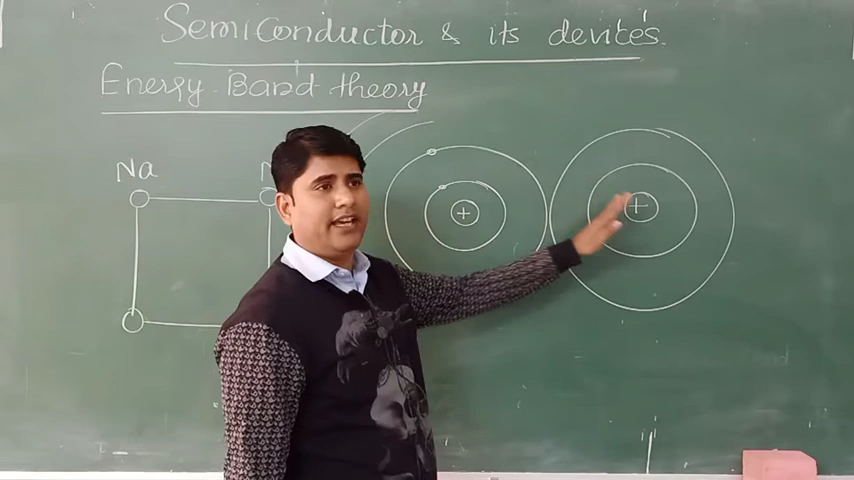 Semiconductor & its devices.
Energy Band theory
Na
+ +